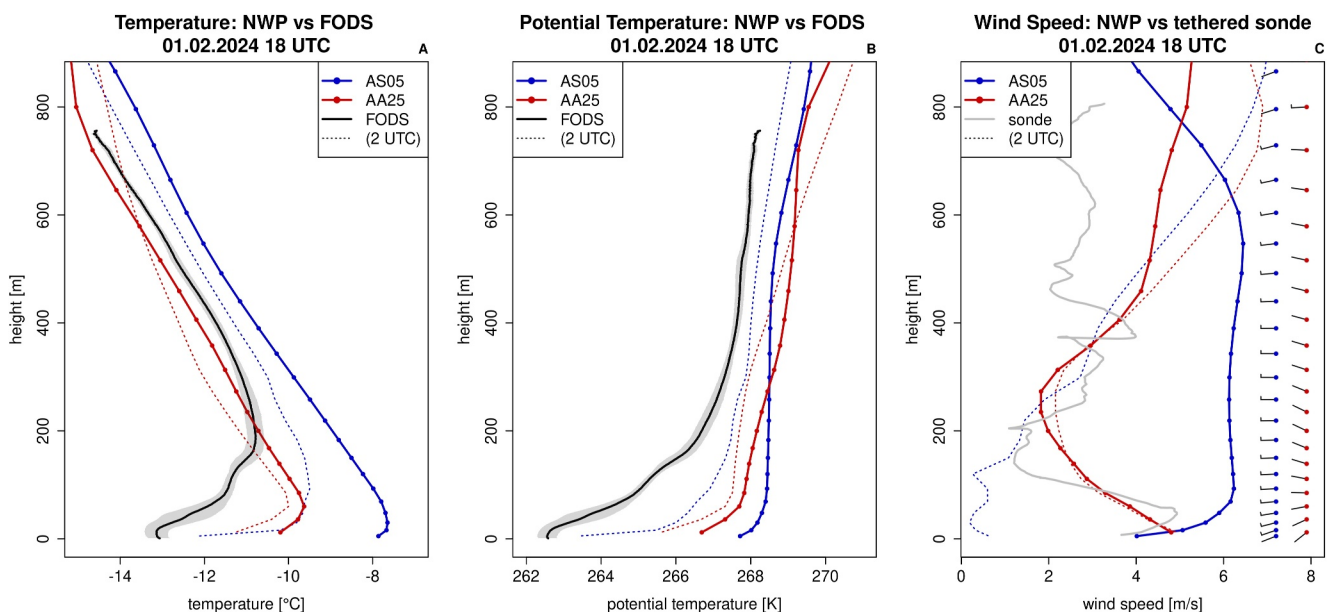 Temperature: NWP vs FODS
01.02.2024 18 UTC
A
AS05
AA25
FODS
(2 UTC)
height [m]
800
600
400
200
0
-14
-12
-10
-8
temperature [°C]
Potential Temperature: NWP vs FODS
01.02.2024 18 UTC
B
AS05
AA25
FODS
(2 UTC)
height [m]
800
600
400
200
0
262
264
266
268
270
potential temperature [K]
Wind Speed: NWP vs tethered sonde
01.02.2024 18 UTC
C
AS05
AA25
sonde
(2 UTC)
height [m]
800
600
400
200
0
0
2
4
6
8
wind speed [m/s]